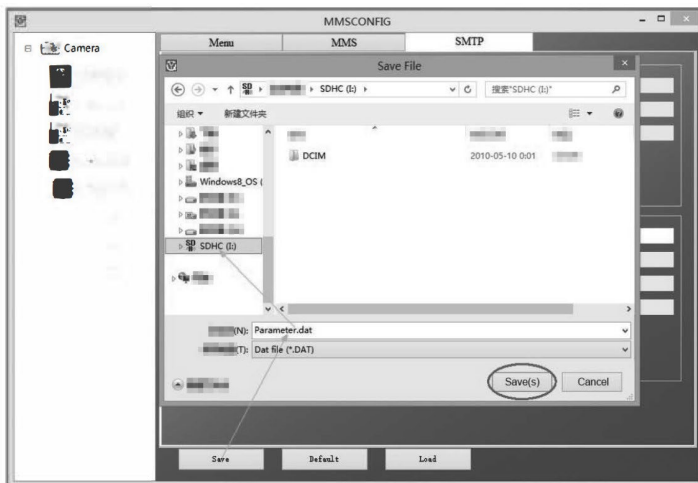 MMSCONFIG
Camera
Menu
MMS
SMTP
Save File
SDHC (I:)
搜索"SDHC (I:)"
组织
新建文件夹
DCIM
2010-05-10 0:01
Windows8_OS (
SDHC (I:)
(N):
Parameter.dat
(T):
Dat file (*.DAT)
Save(s)
Cancel
Save
Default
Load